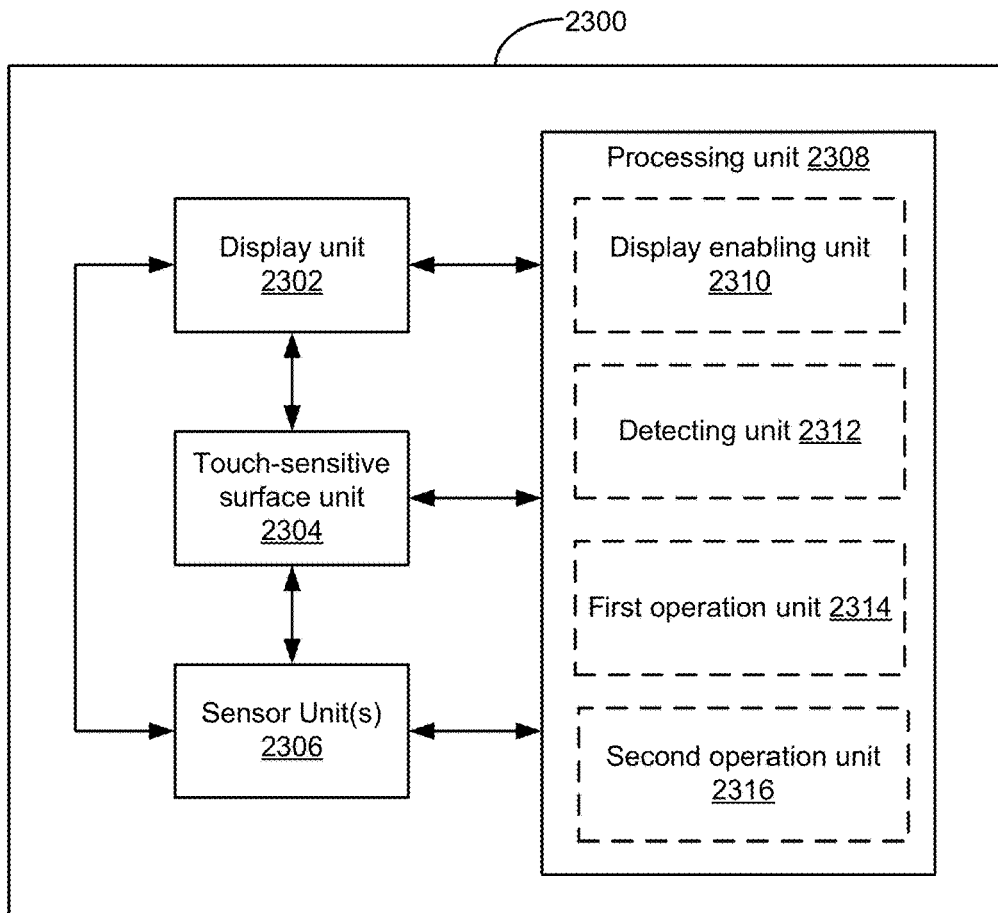 2300
Processing unit 2308
Display unit
2302
Display enabling unit
2310
Touch-sensitive
surface unit
2304
Detecting unit 2312
First operation unit 2314
Sensor Unit(s)
2306
Second operation unit
2316